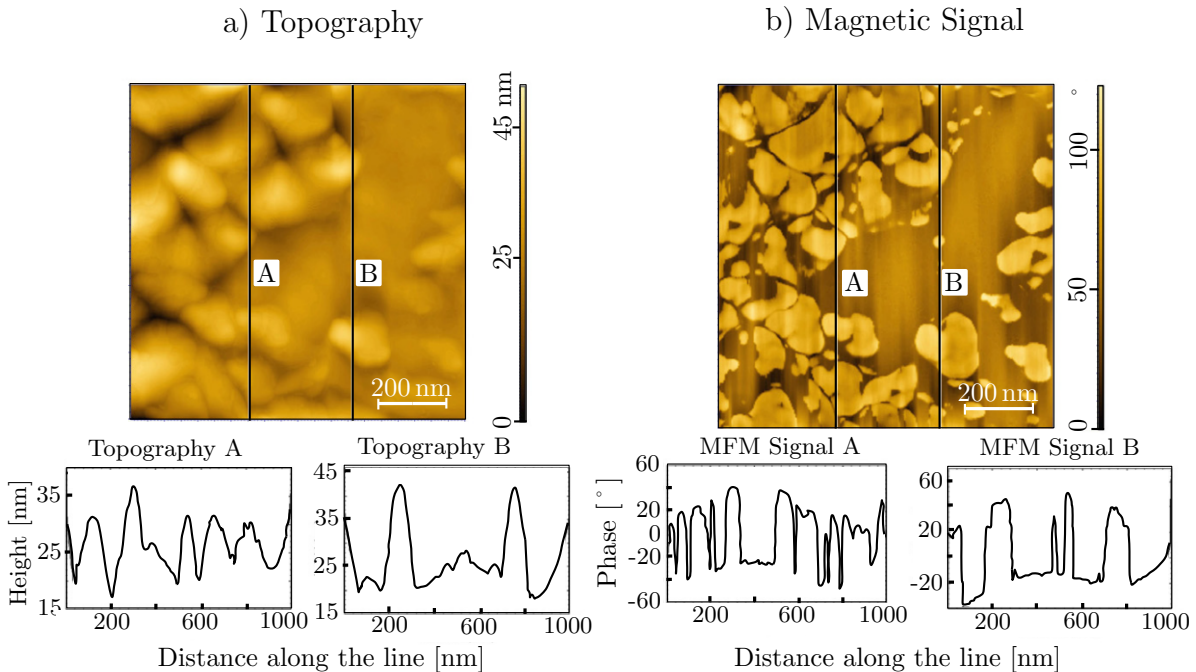 a) Topography
b) Magnetic Signal
45 nm
25
0
A
B
200 nm
°
100
50
0
A
B
200 nm
Topography A
Topography B
MFM Signal A
MFM Signal B
Height [nm]
35
25
15
200
600
1000
45
35
25
15
200
600
1000
Phase [°]
60
40
20
0
-20
-60
200
600
1000
60
20
-20
200
600
1000
Distance along the line [nm]
Distance along the line [nm]